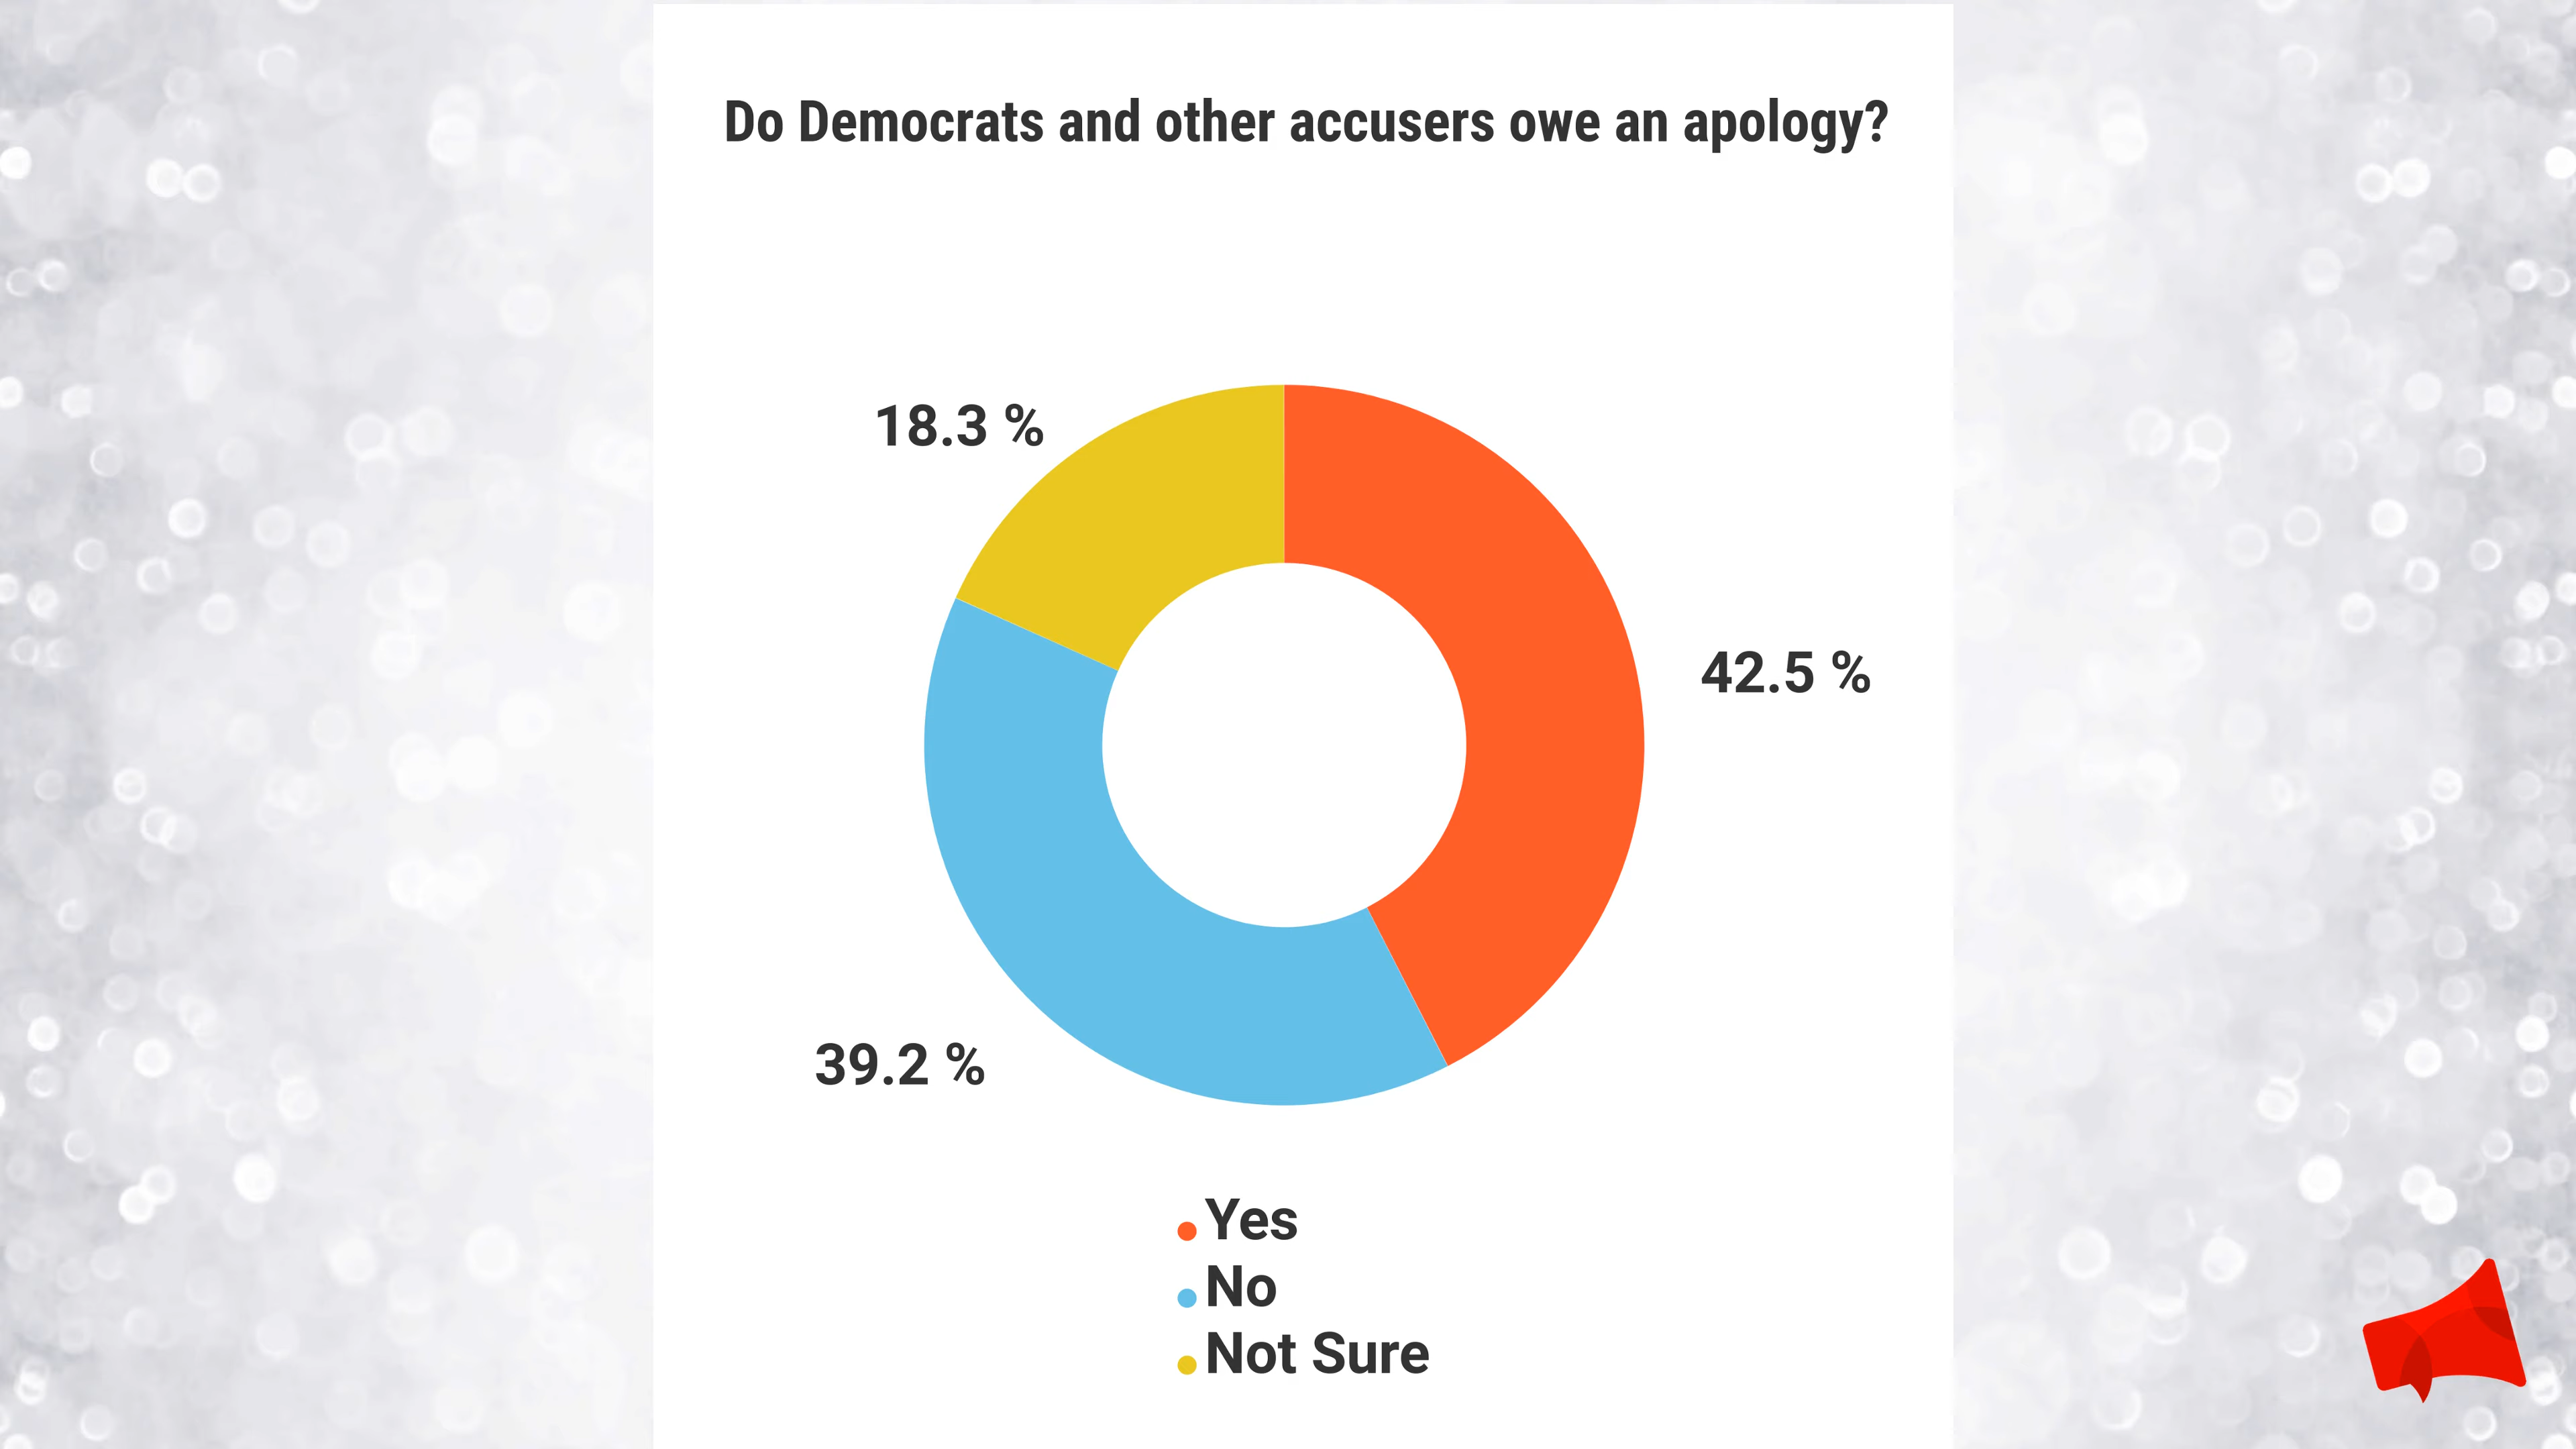 Do Democrats and other accusers owe an apology?
18.3 %
42.5 %
39.2 %
Yes
No
Not Sure